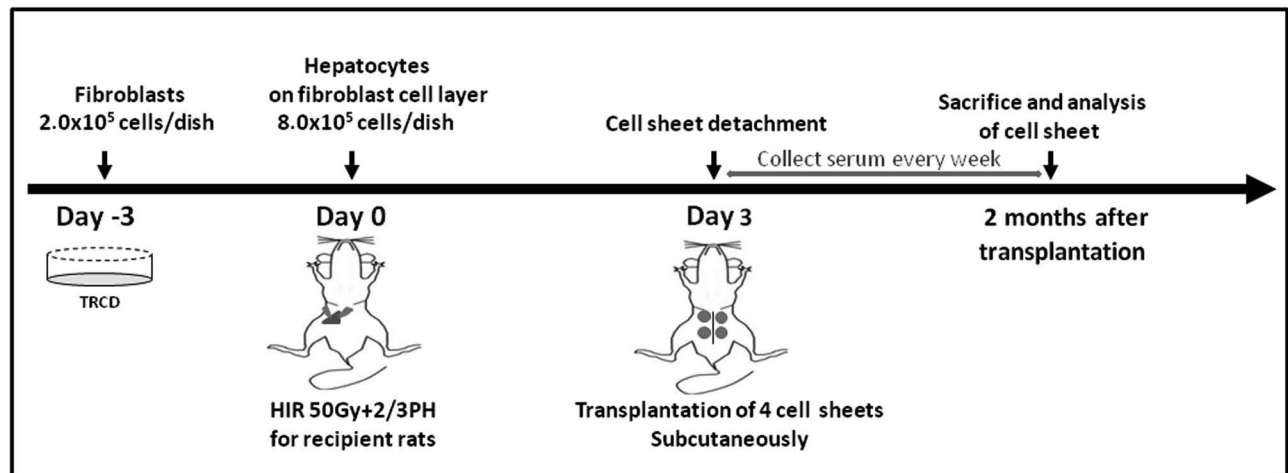 Fibroblasts
2.0x10⁵ cells/dish
Hepatocytes
on fibroblast cell layer
8.0x10⁵ cells/dish
Cell sheet detachment
Sacrifice and analysis
of cell sheet
Collect serum every week
Day -3
Day 0
Day 3
2 months after
transplantation
TRCD
HIR 50Gy+2/3PH
for recipient rats
Transplantation of 4 cell sheets
Subcutaneously